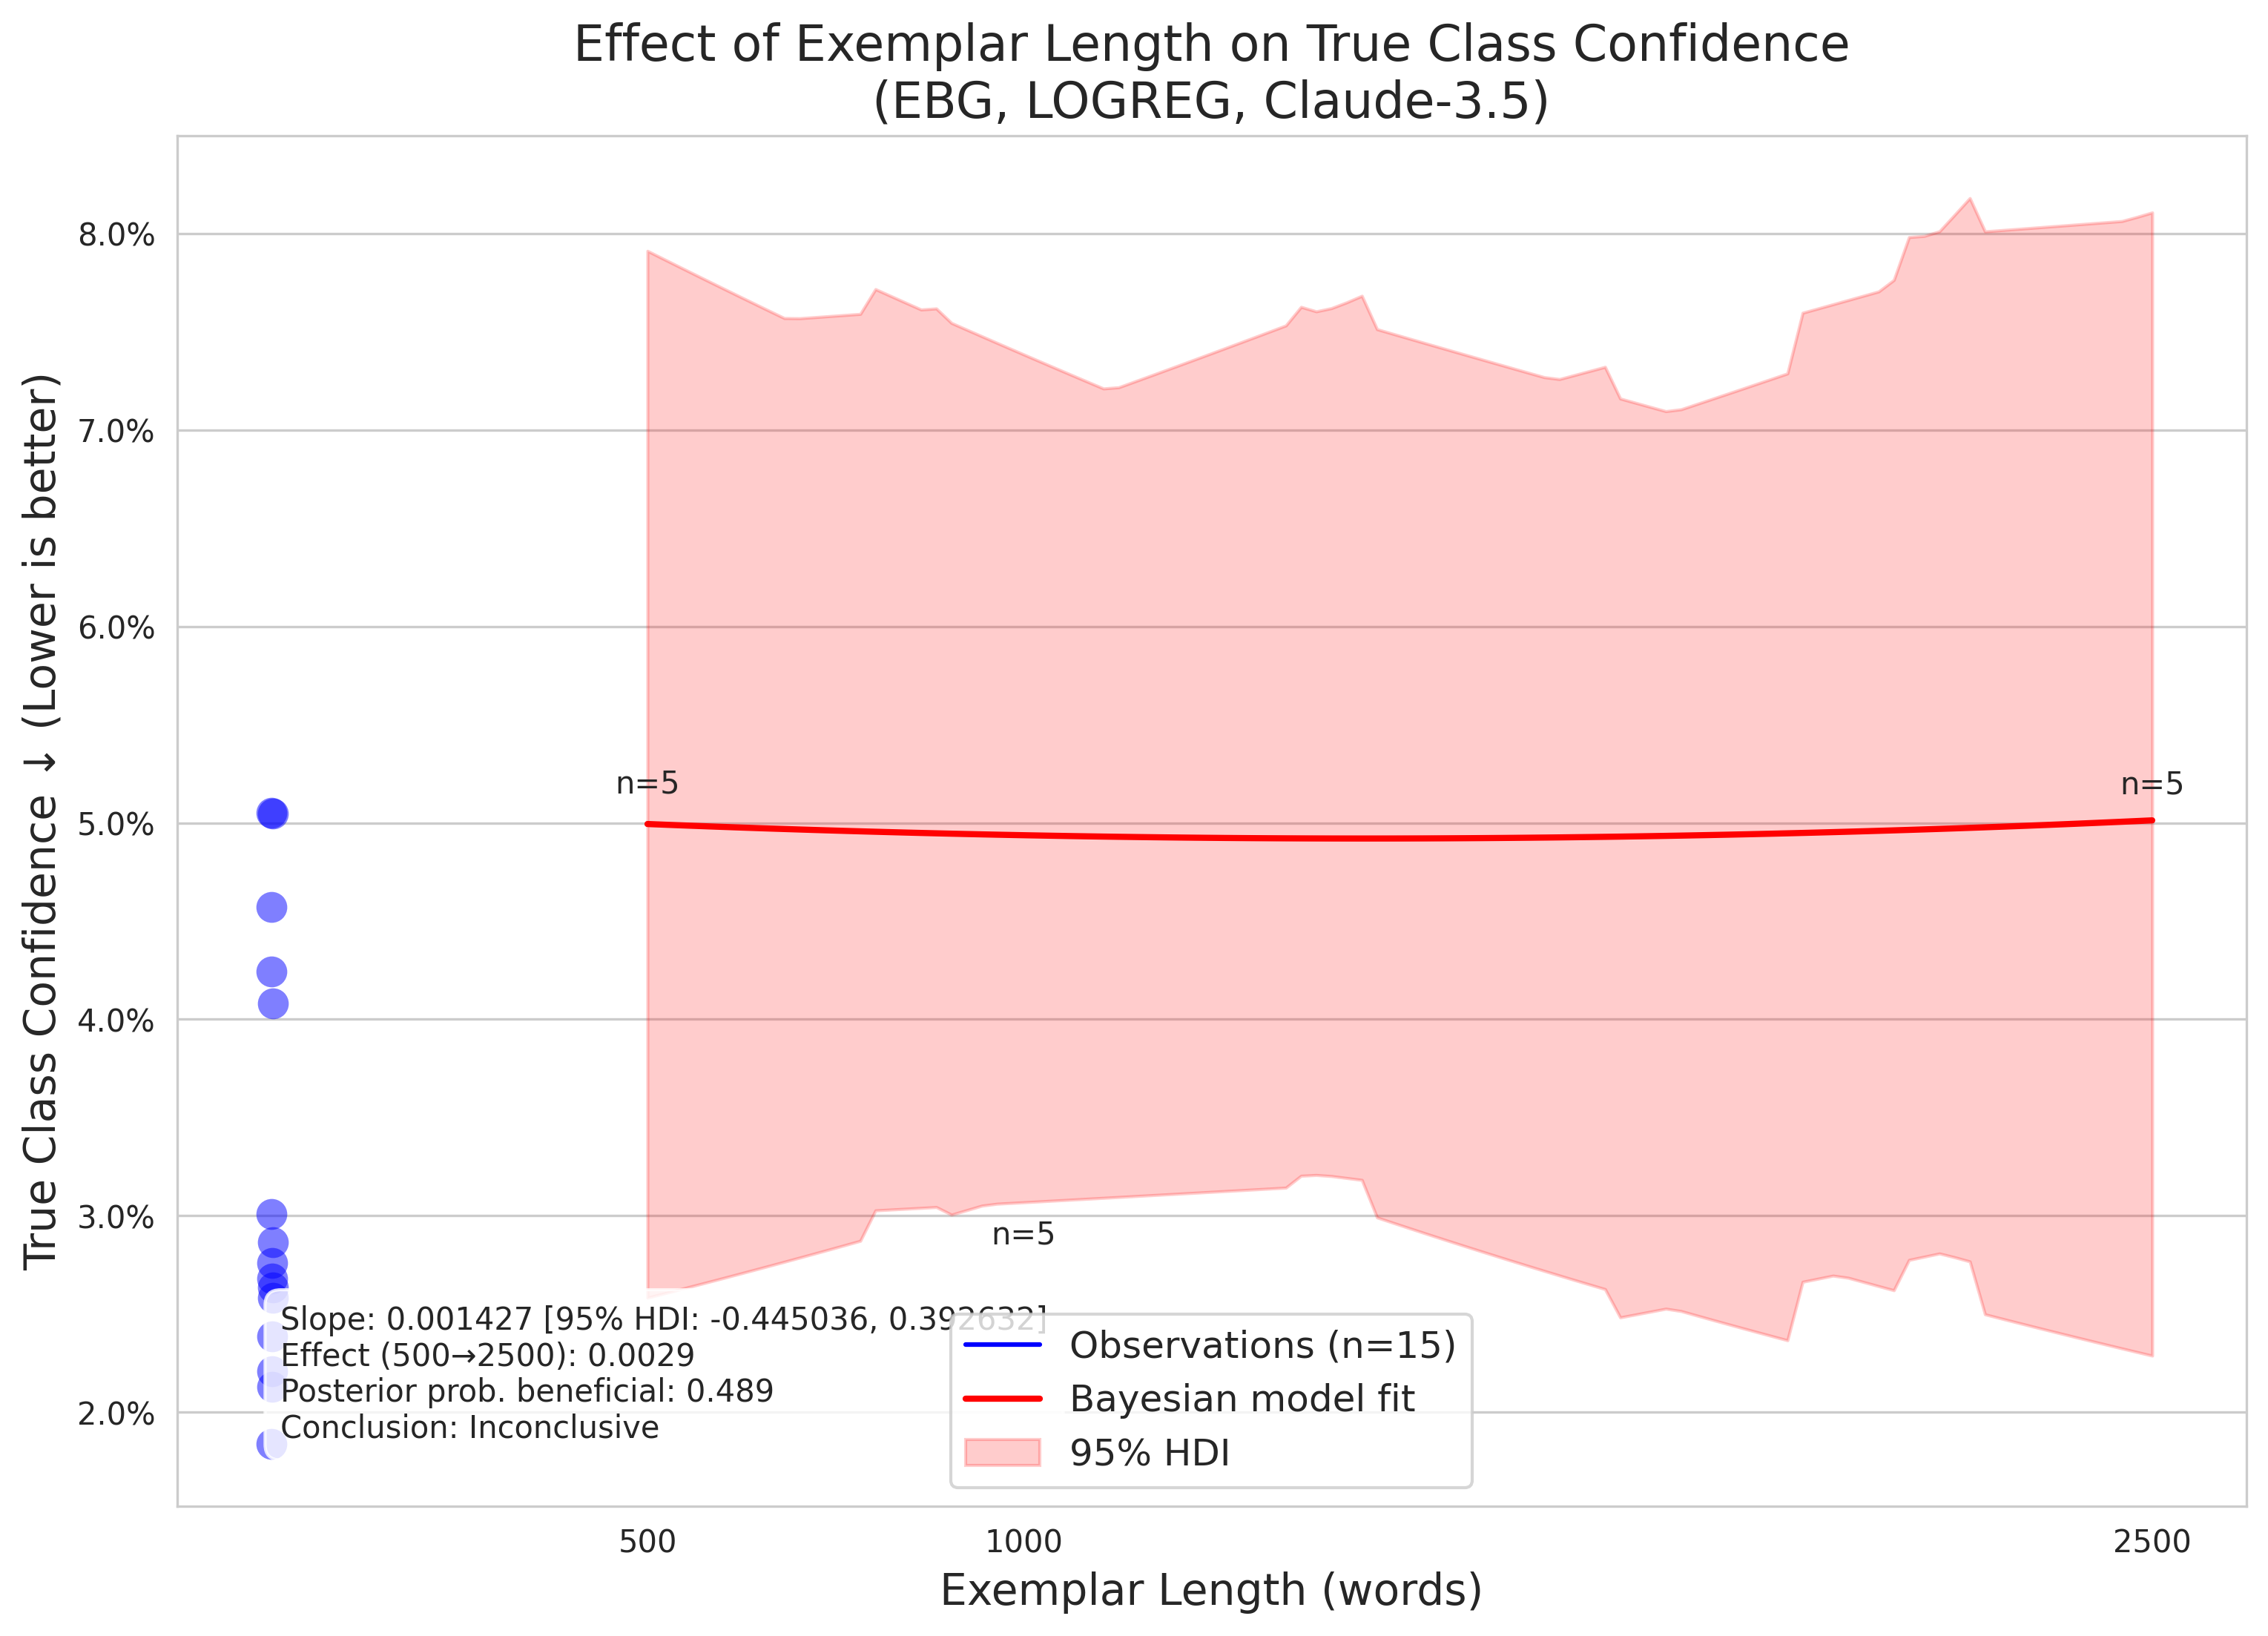 Effect of Exemplar Length on True Class Confidence
(EBG, LOGREG, Claude-3.5)
True Class Confidence ↓ (Lower is better)
8.0%
7.0%
6.0%
5.0%
4.0%
3.0%
2.0%
n=5
n=5
n=5
Slope: 0.001427 [95% HDI: -0.445036, 0.392632]
Effect (500→2500): 0.0029
Posterior prob. beneficial: 0.489
Conclusion: Inconclusive
Observations (n=15)
Bayesian model fit
95% HDI
500
1000
2500
Exemplar Length (words)